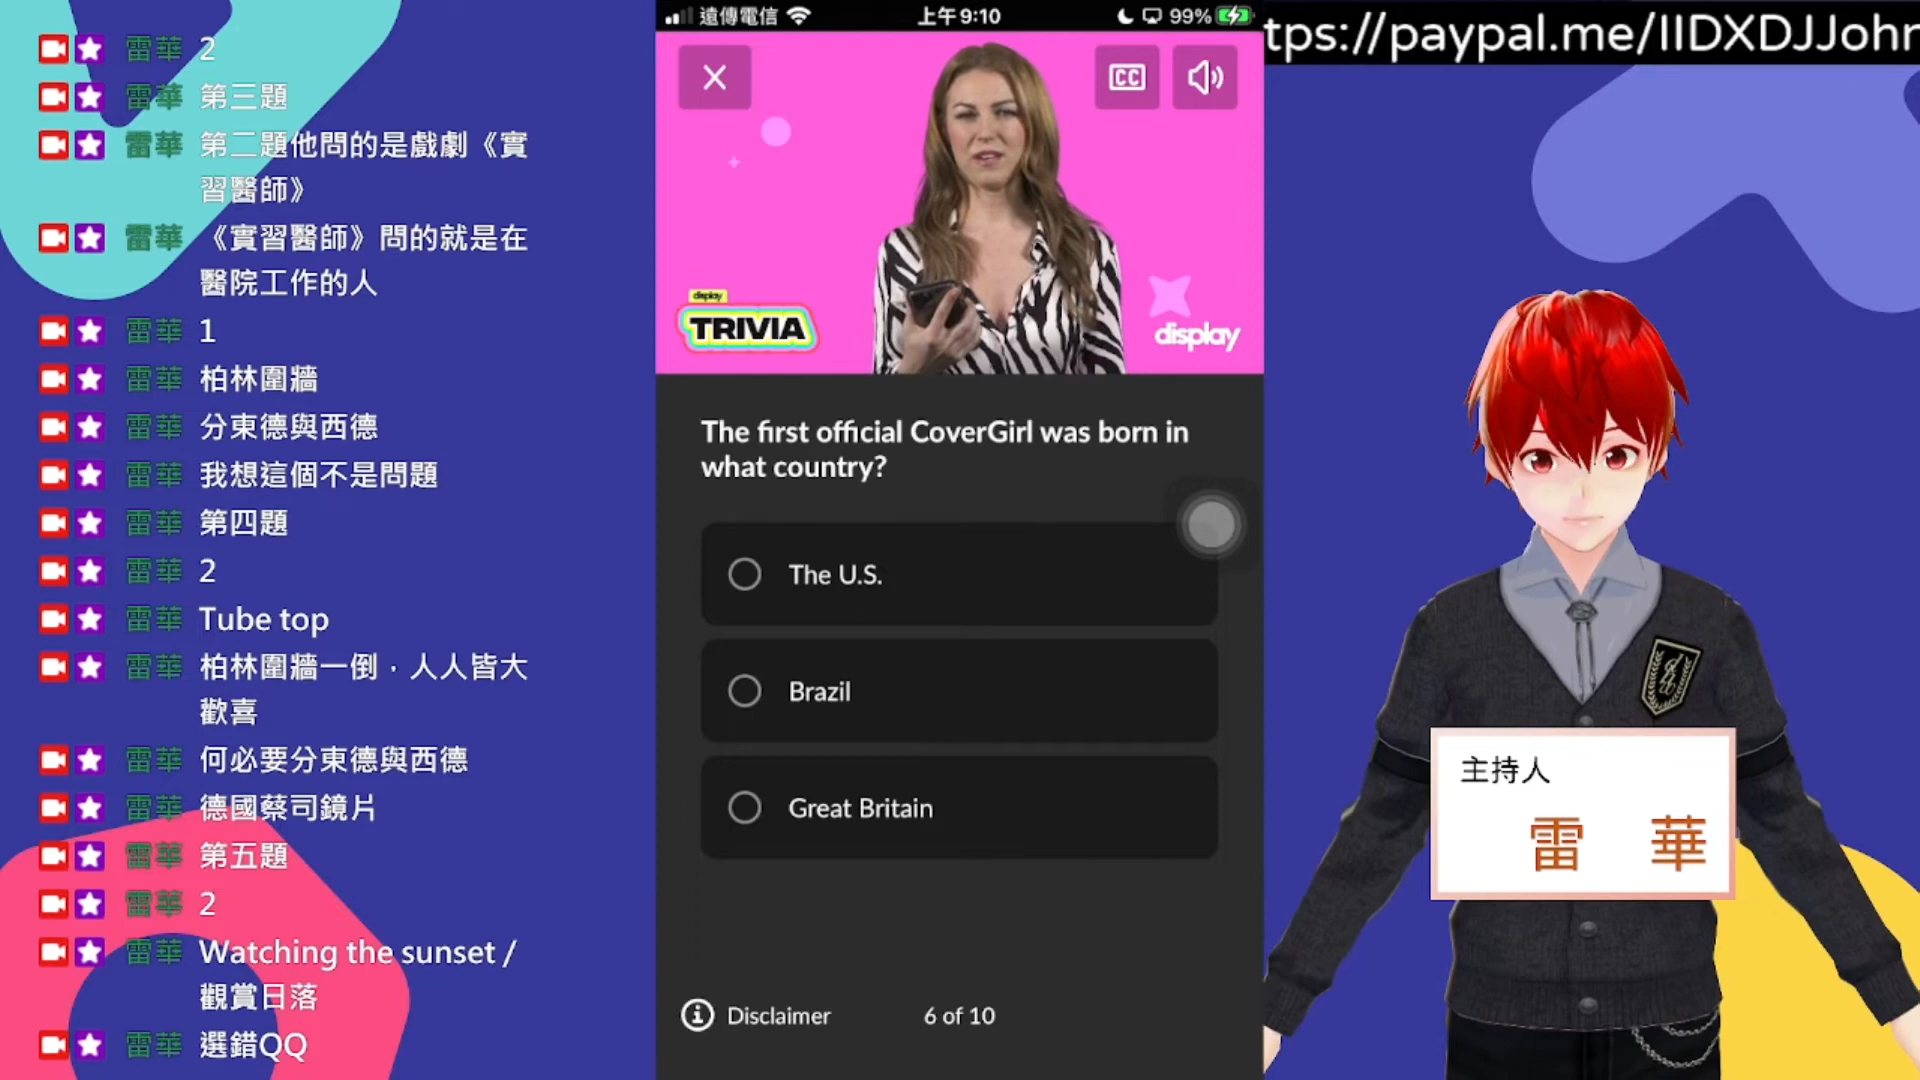 雷華 2
雷華 第三題
雷華 第二題他問的是戲劇《實
習醫師》
雷華 《實習醫師》問的就是在
醫院工作的人
雷華 1
雷華 柏林圍牆
雷華 分東德與西德
雷華 我想這個不是問題
雷華 第四題
雷華 2
雷華 Tube top
雷華 柏林圍牆一倒，人人皆大
歡喜
雷華 何必要分東德與西德
雷華 德國蔡司鏡片
雷華 第五題
雷華 2
雷華 Watching the sunset /
觀賞日落
雷華 選錯QQ
遠傳電信 上午9:10 99%
CC
display
TRIVIA
display
The first official CoverGirl was born in
what country?
The U.S.
Brazil
Great Britain
Disclaimer 6 of 10
tps://paypal.me/IIDXDJJohn
主持人
雷 華